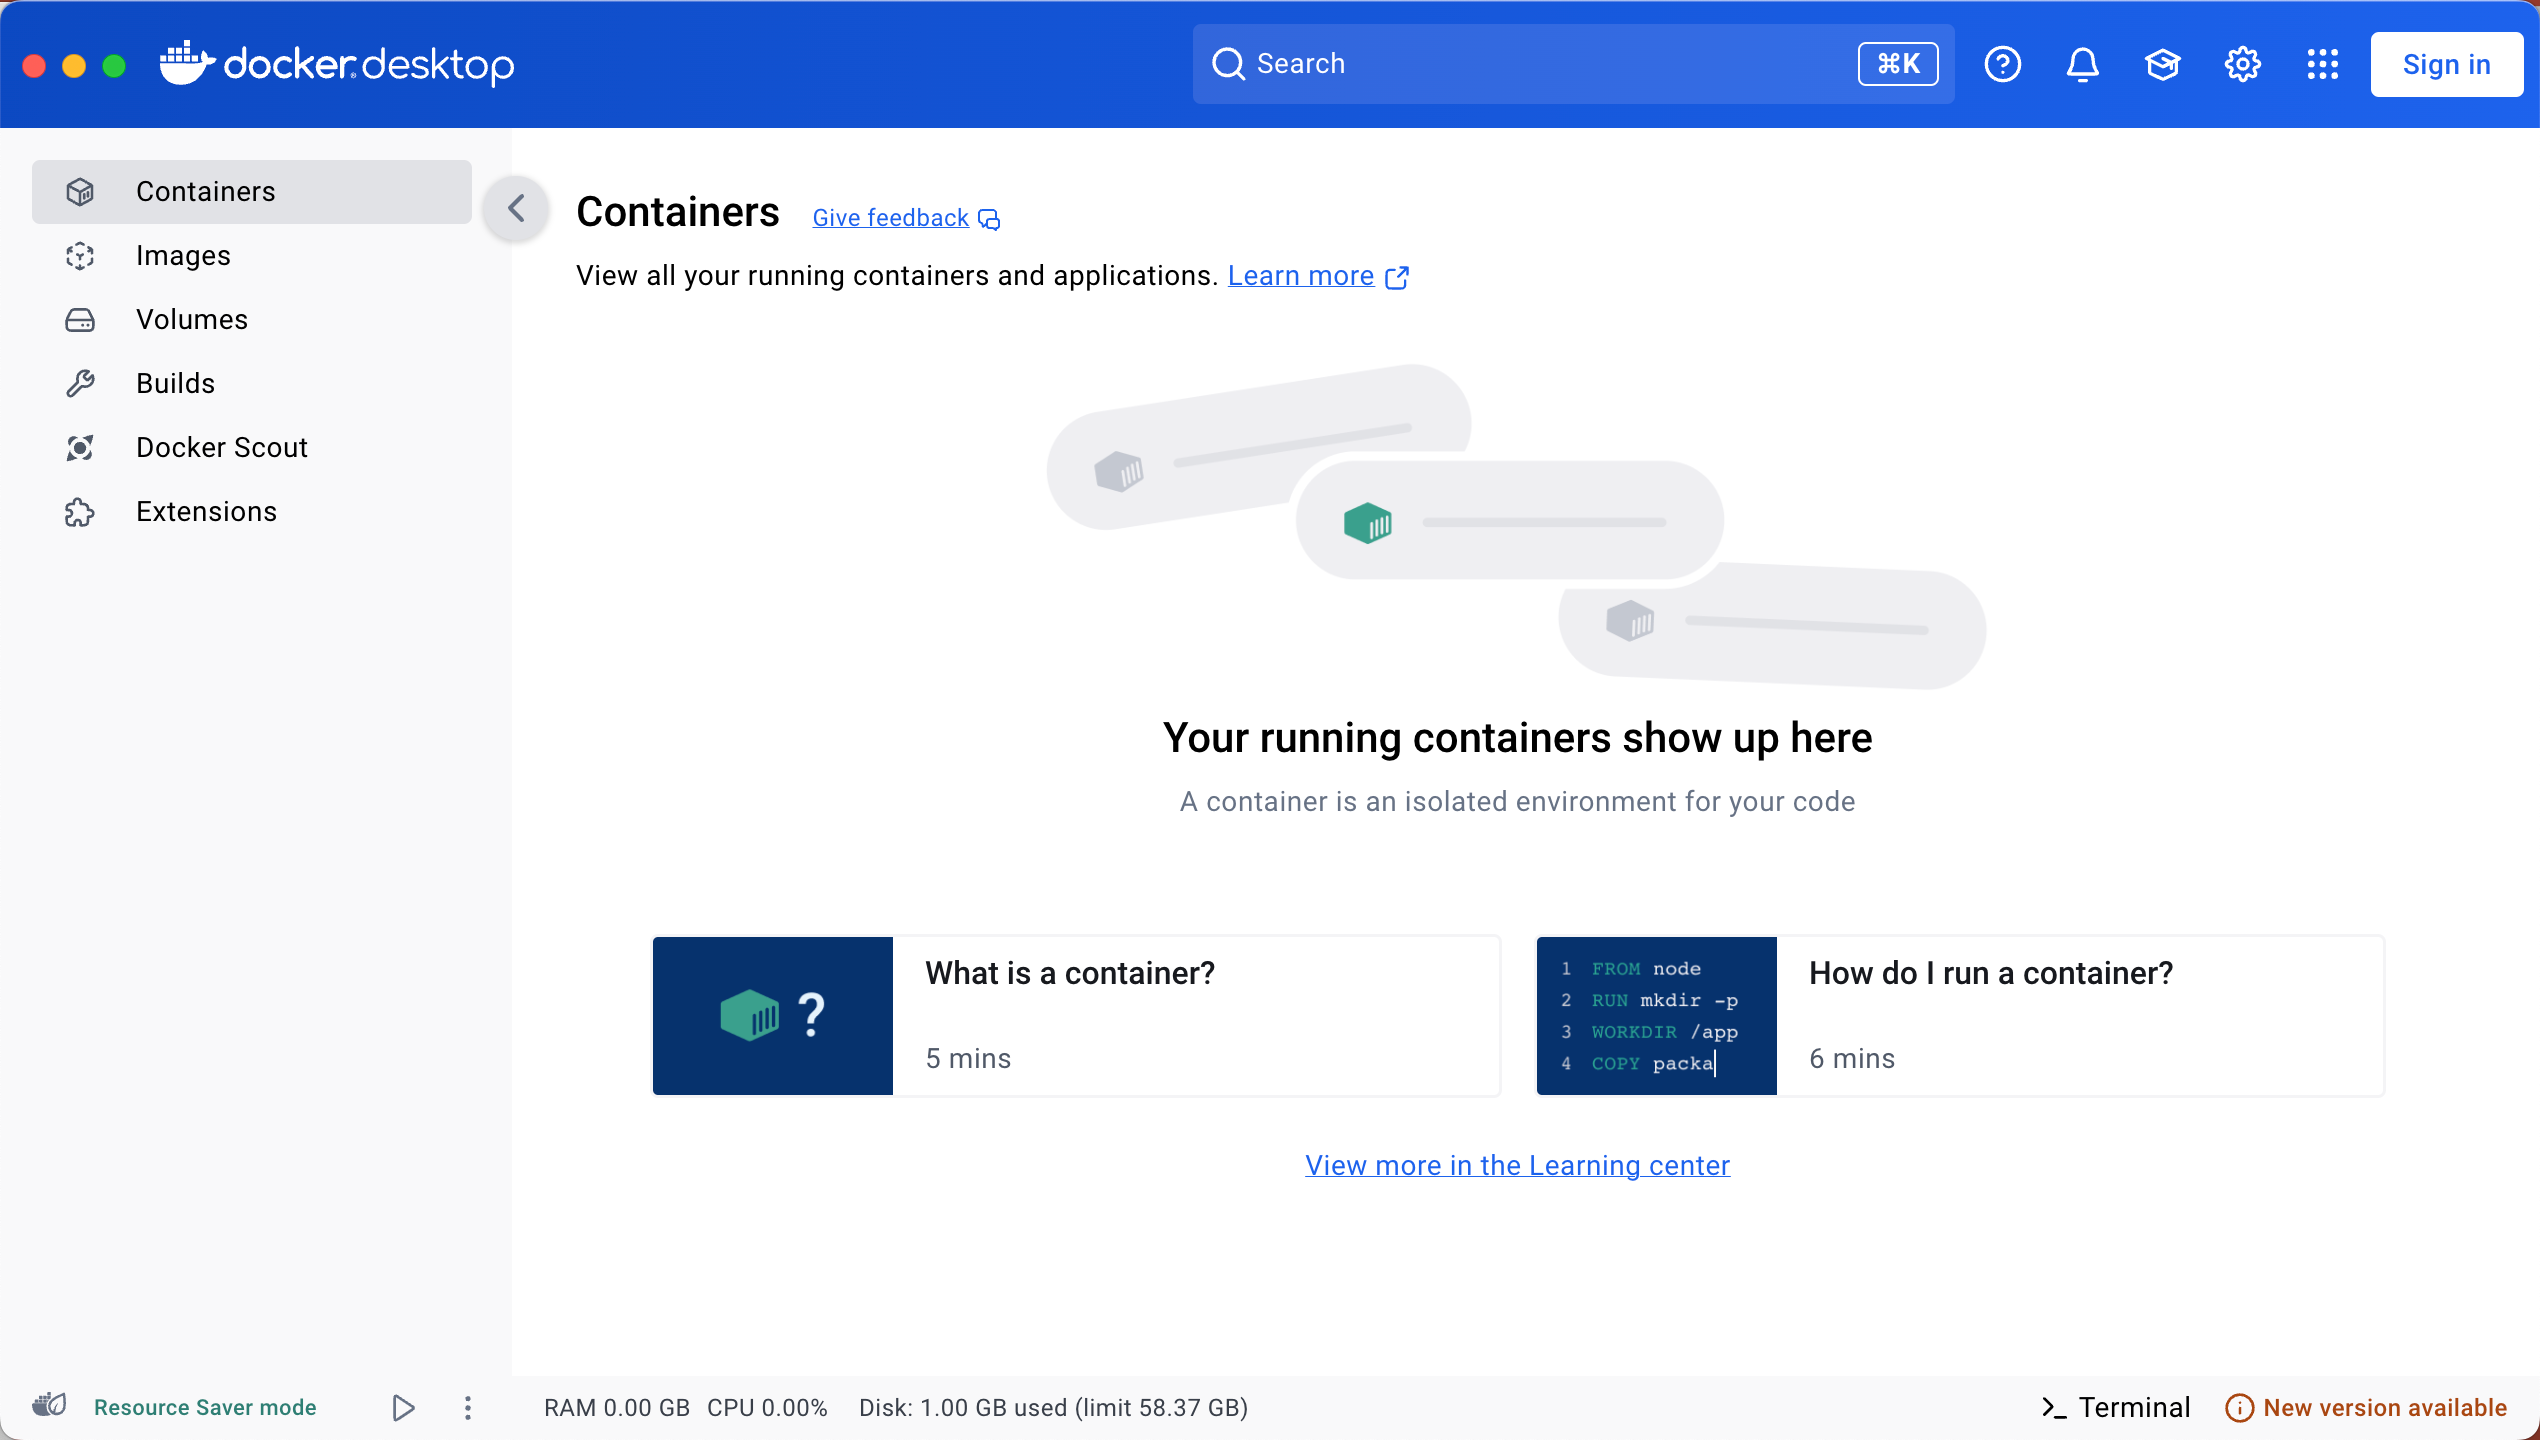 docker desktop
Search
⌘K
Sign in
Containers
Images
Volumes
Builds
Docker Scout
Extensions
Containers Give feedback
View all your running containers and applications. Learn more
Your running containers show up here
A container is an isolated environment for your code
?
What is a container?
5 mins
1 FROM node
2 RUN mkdir -p
3 WORKDIR /app
4 COPY packa
How do I run a container?
6 mins
View more in the Learning center
Resource Saver mode
RAM 0.00 GB CPU 0.00% Disk: 1.00 GB used (limit 58.37 GB)
Terminal
New version available